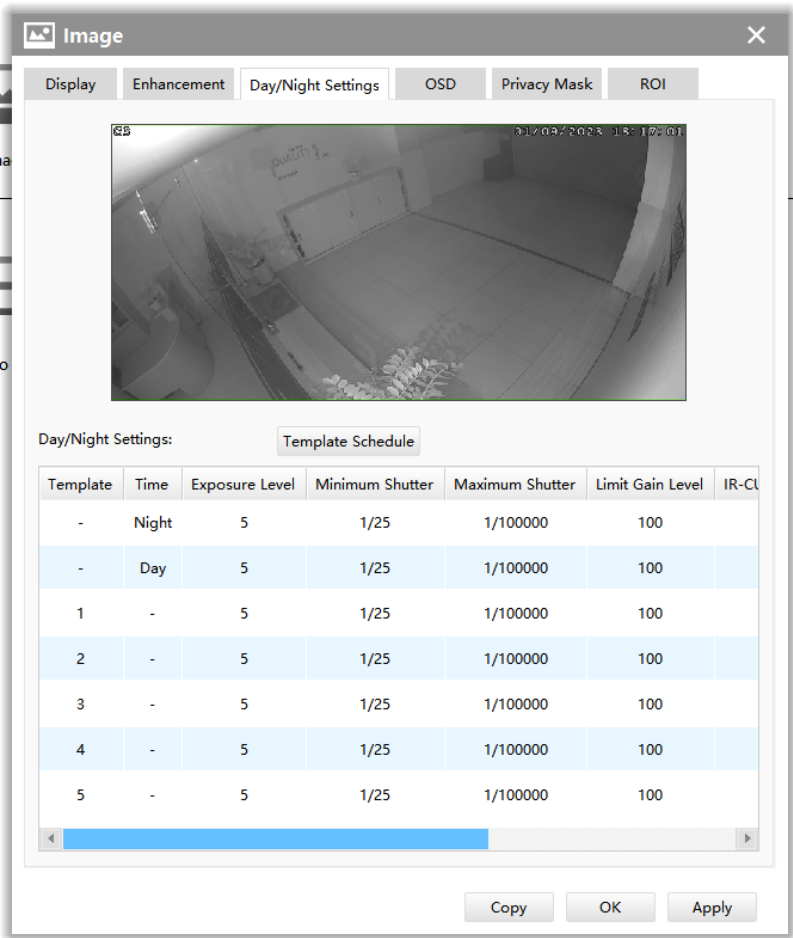 Image
Display Enhancement Day/Night Settings OSD Privacy Mask ROI
QUALITY
Day/Night Settings: Template Schedule
Template Time Exposure Level Minimum Shutter Maximum Shutter Limit Gain Level
- Night 5 1/25 1/100000 100
- Day 5 1/25 1/100000 100
1 - 5 1/25 1/100000 100
2 - 5 1/25 1/100000 100
3 - 5 1/25 1/100000 100
4 - 5 1/25 1/100000 100
5 - 5 1/25 1/100000 100
Copy OK Apply